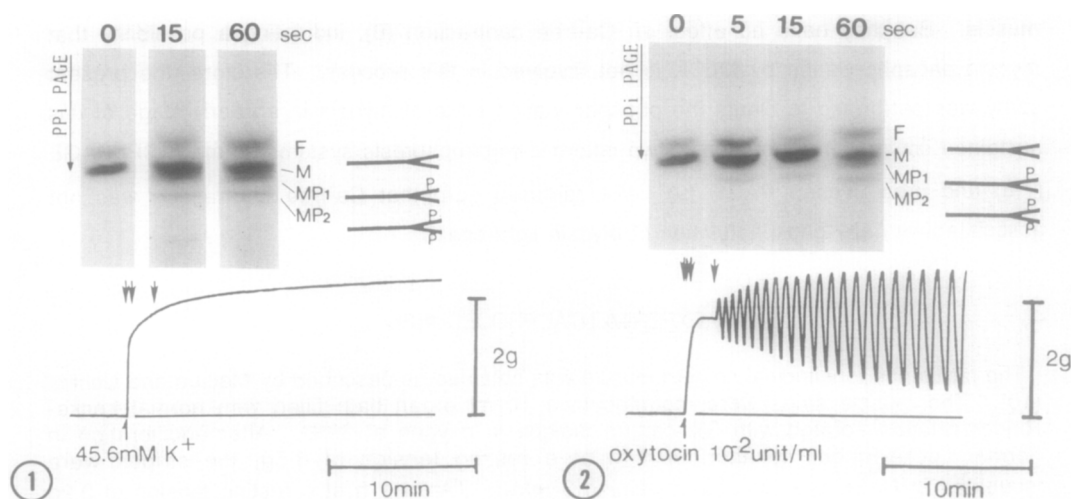 0 15 60 sec
PPi PAGE
F
M
MP1
MP2
P
P
P
2g
45.6mM K+
10min
1
0 5 15 60 sec
PPi PAGE
F
M
MP1
MP2
P
P
P
2g
oxytocin 10-2unit/ml
10min
2